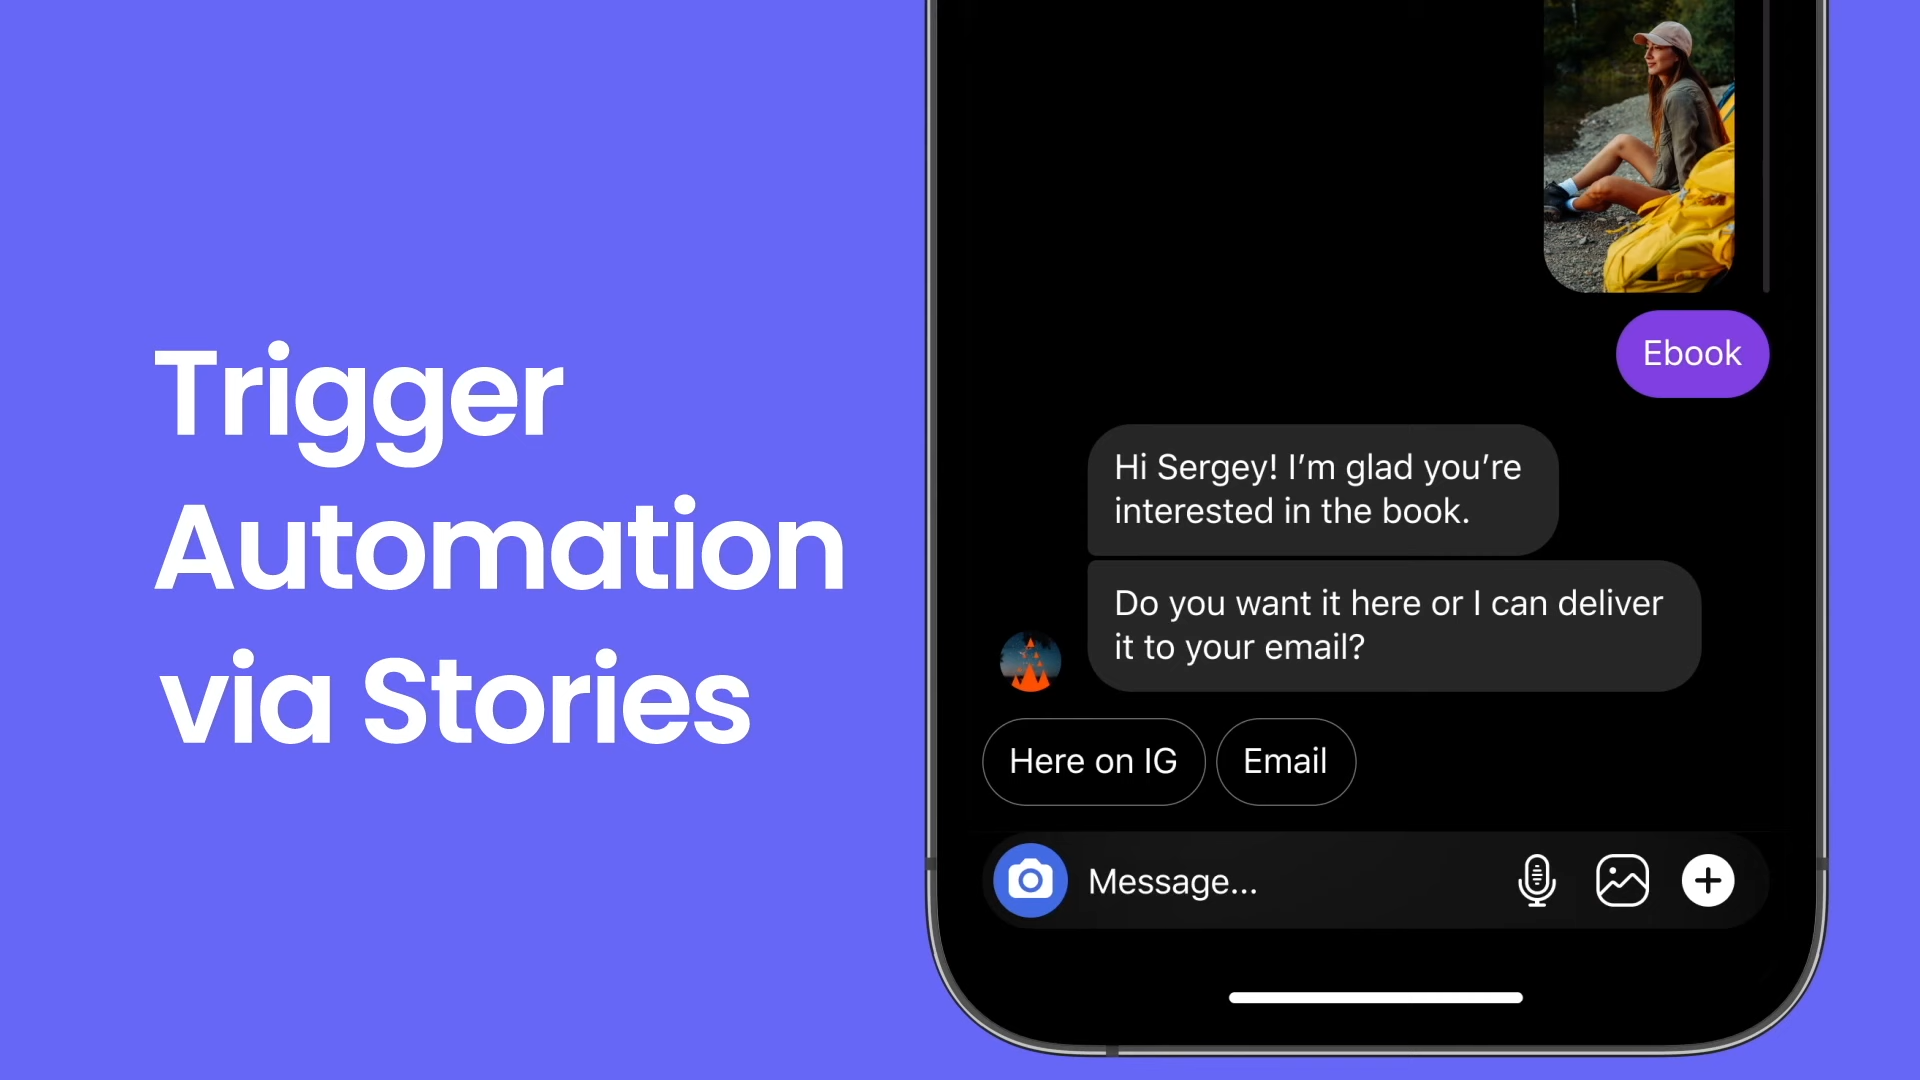 Trigger
Automation
via Stories
Ebook
Hi Sergey! I’m glad you’re
interested in the book.
Do you want it here or I can deliver
it to your email?
Here on IG
Email
Message...